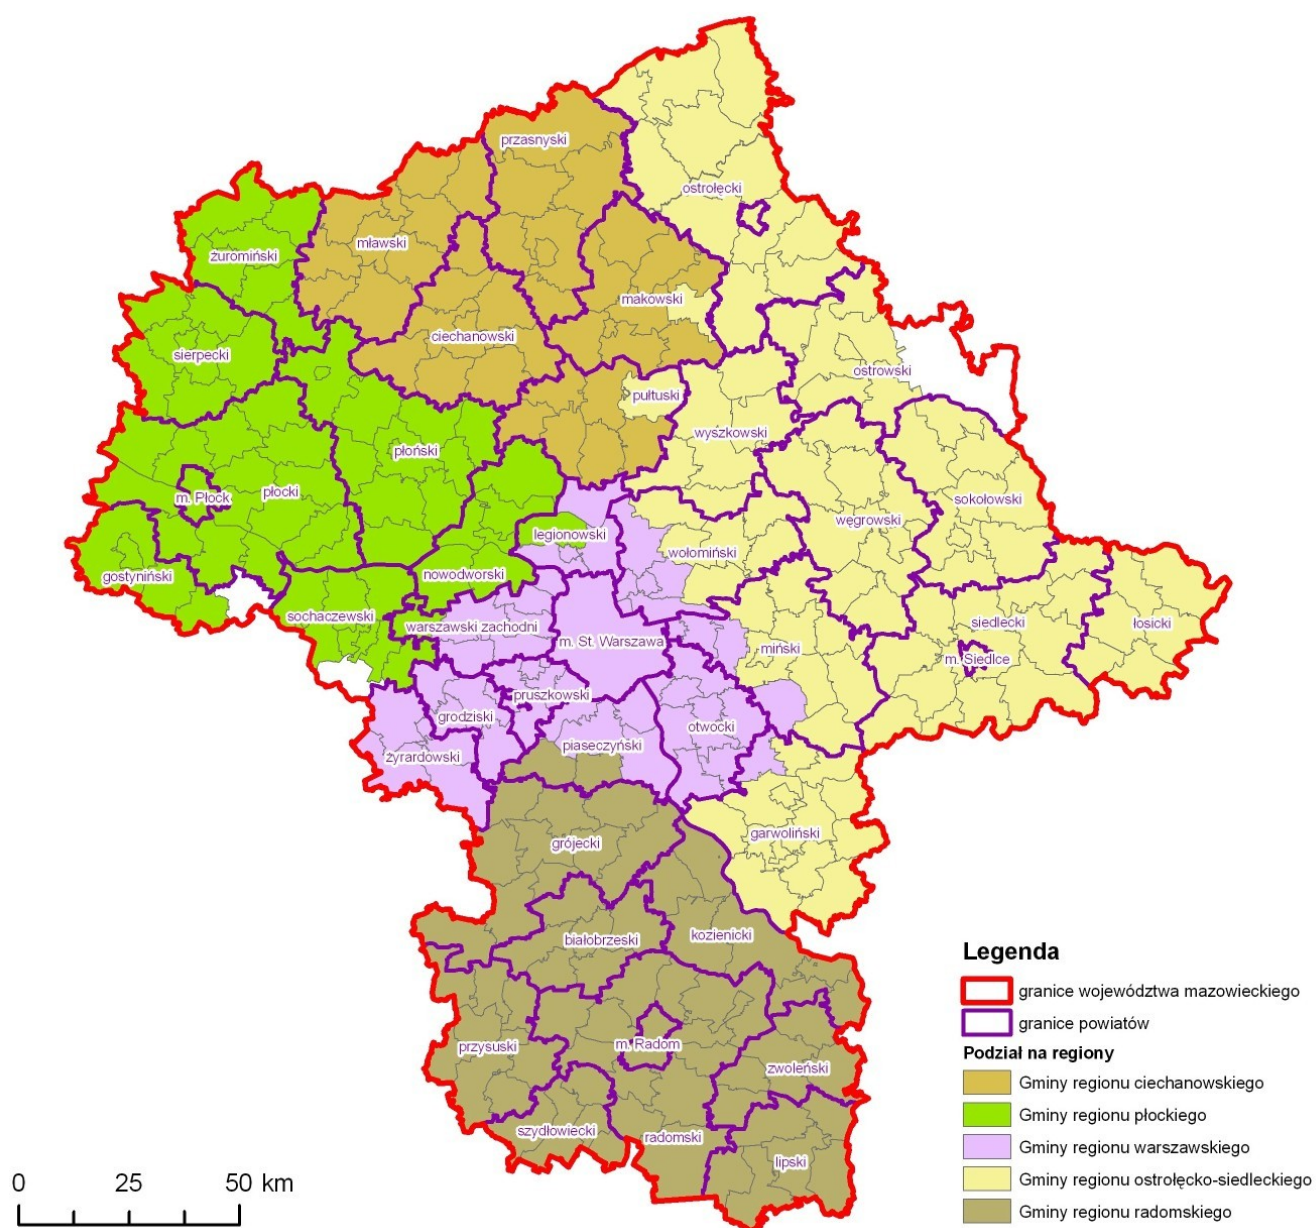 przasnyski
ostrołęcki
żuromiński
mławski
makowski
ciechanowski
sierpecki
ostrowski
pułtuski
wyszkowski
płoński
m. Płock
płocki
sokołowski
węgrowski
legionowski
wołomiński
gostyniński
nowodworski
sochaczewski
warszawski zachodni
m. St. Warszawa
miński
siedlecki
łosicki
m. Siedlce
pruszkowski
grodziski
otwocki
piaseczyński
żyrardowski
garwoliński
grójecki
białobrzeski
kozienicki
przysuski
m. Radom
zwoleński
szydłowiecki
radomski
lipski
Legenda
granice województwa mazowieckiego
granice powiatów
Podział na regiony
Gminy regionu ciechanowskiego
Gminy regionu płockiego
Gminy regionu warszawskiego
Gminy regionu ostrołęcko-siedleckiego
Gminy regionu radomskiego
0 25 50 km